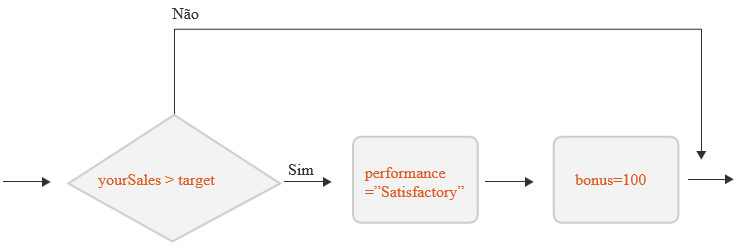 Não
yourSales > target
Sim
performance
=”Satisfactory”
bonus=100